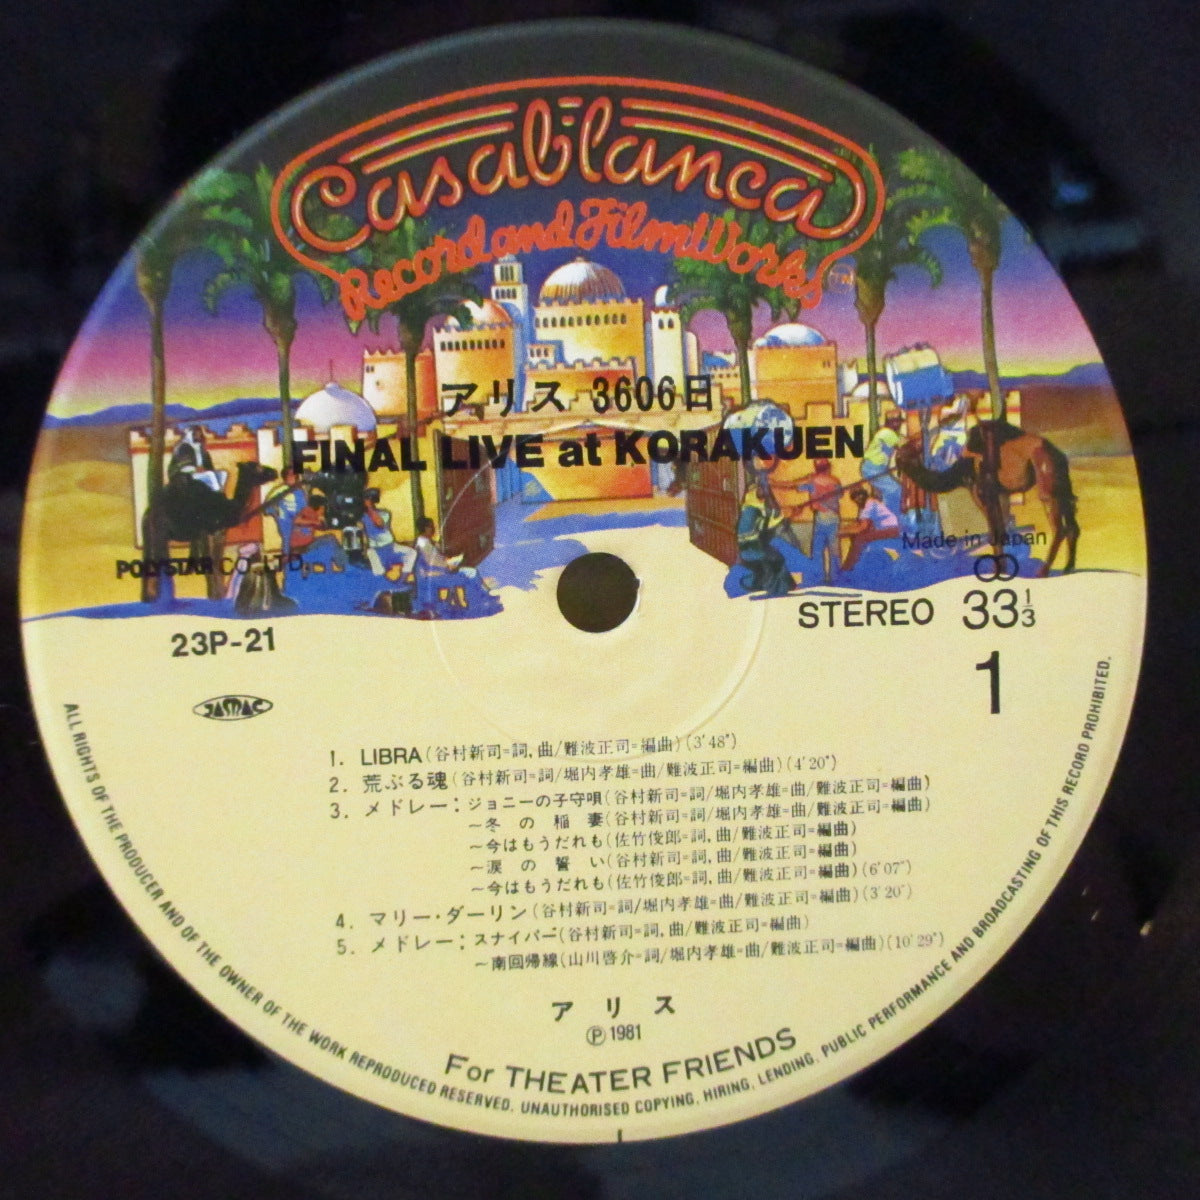 Casablanca
Record and FilmWorks
アリス 3606日
FINAL LIVE at KORAKUEN
POLYSTAR CO., LTD.
Made in Japan
23P-21
STEREO 33 1/3
JASRAC
1
1. LIBRA (谷村新司=詞,曲/難波正司=編曲) (3'48")
2. 荒ぶる魂 (谷村新司=詞/堀内孝雄=曲/難波正司=編曲) (4'20")
3. メドレー: ジョニーの子守唄 (谷村新司=詞/堀内孝雄=曲/難波正司=編曲)
~冬の稲妻 (谷村新司=詞/堀内孝雄=曲/難波正司=編曲)
~今はもうだれも (佐竹俊郎=詞,曲/難波正司=編曲)
~涙の誓い (谷村新司=詞,曲/難波正司=編曲)
~今はもうだれも (佐竹俊郎=詞,曲/難波正司=編曲) (6'07")
4. マリー・ダーリン (谷村新司=詞/堀内孝雄=曲/難波正司=編曲) (3'20")
5. メドレー: スナイパー (谷村新司=詞,曲/難波正司=編曲)
~南回帰線 (山川啓介=詞/堀内孝雄=曲/難波正司=編曲) (10'29")
アリス
Ⓟ 1981
For THEATER FRIENDS
ALL RIGHTS OF THE PRODUCER AND OF THE OWNER OF THE WORK REPRODUCED RESERVED. UNAUTHORISED COPYING, HIRING, LENDING, PUBLIC PERFORMANCE AND BROADCASTING OF THIS RECORD PROHIBITED.